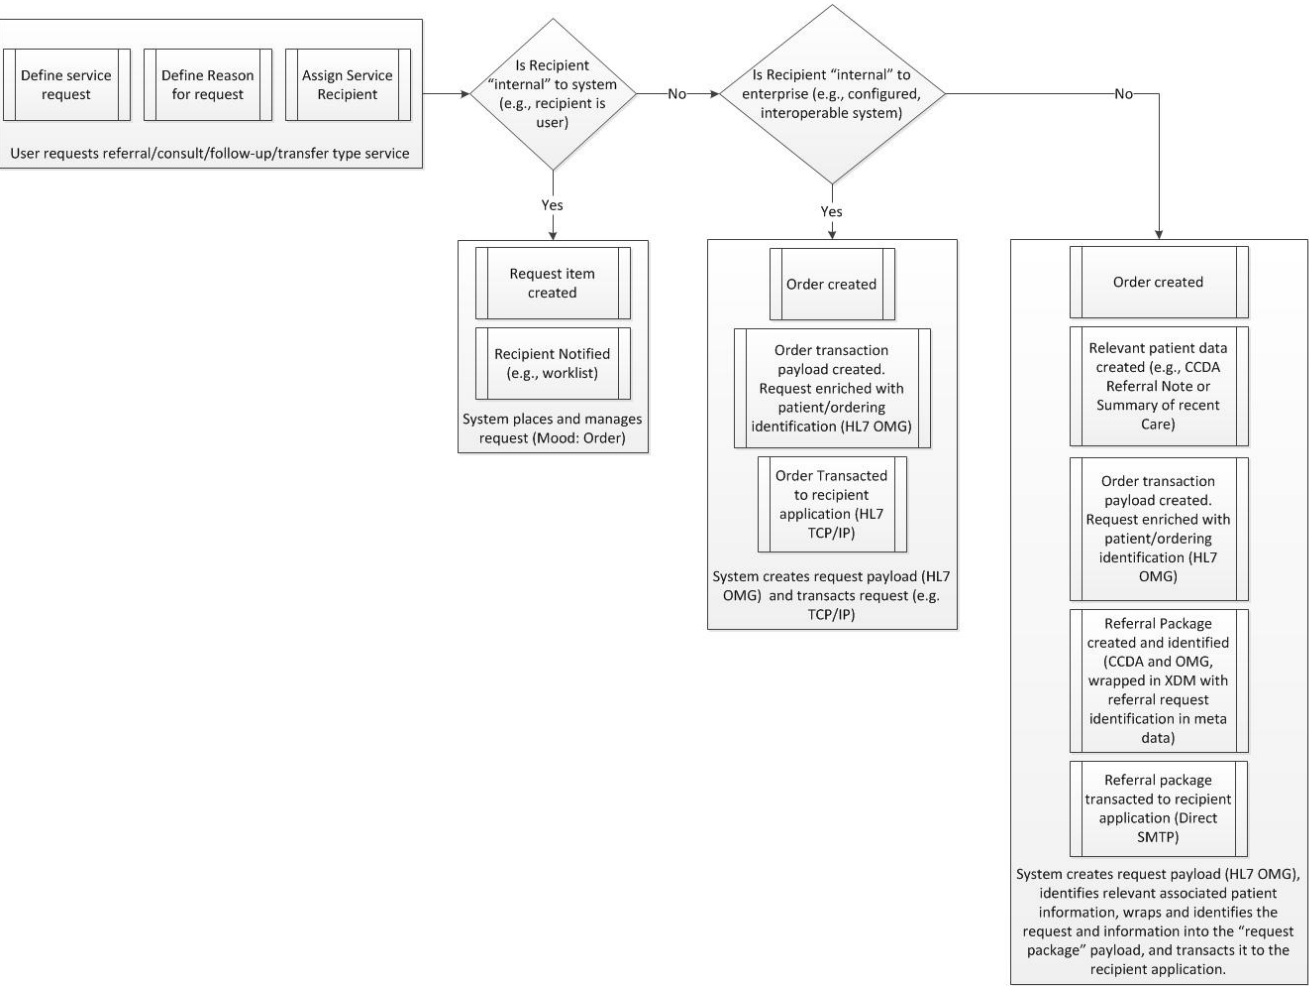 Define service
request
Define Reason
for request
Assign Service
Recipient
User requests referral/consult/follow-up/transfer type service
Is Recipient
“internal” to system
(e.g., recipient is
user)
No
Is Recipient “internal” to
enterprise (e.g., configured,
interoperable system)
No
Yes
Yes
Request item
created
Recipient Notified
(e.g., worklist)
System places and manages
request (Mood: Order)
Order created
Order transaction
payload created.
Request enriched with
patient/ordering
identification (HL7 OMG)
Order Transacted
to recipient
application (HL7
TCP/IP)
System creates request payload (HL7
OMG)  and transacts request (e.g.
TCP/IP)
Order created
Relevant patient data
created (e.g., CCDA
Referral Note or
Summary of recent
Care)
Order transaction
payload created.
Request enriched with
patient/ordering
identification (HL7
OMG)
Referral Package
created and identified
(CCDA and OMG,
wrapped in XDM with
referral request
identification in meta
data)
Referral package
transacted to recipient
application (Direct
SMTP)
System creates request payload (HL7 OMG),
identifies relevant associated patient
information, wraps and identifies the
request and information into the “request
package” payload, and transacts it to the
recipient application.